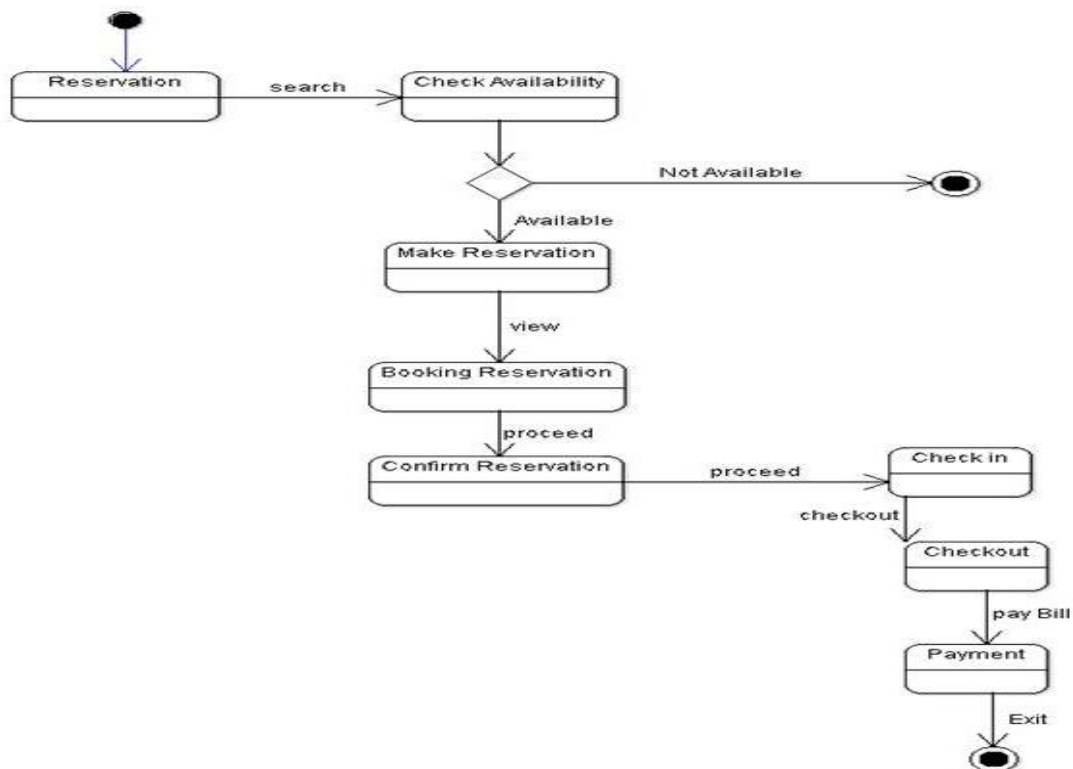 Reservation
search
Check Availability
Not Available
Available
Make Reservation
view
Booking Reservation
proceed
Confirm Reservation
proceed
Check in
checkout
Checkout
pay Bill
Payment
Exit